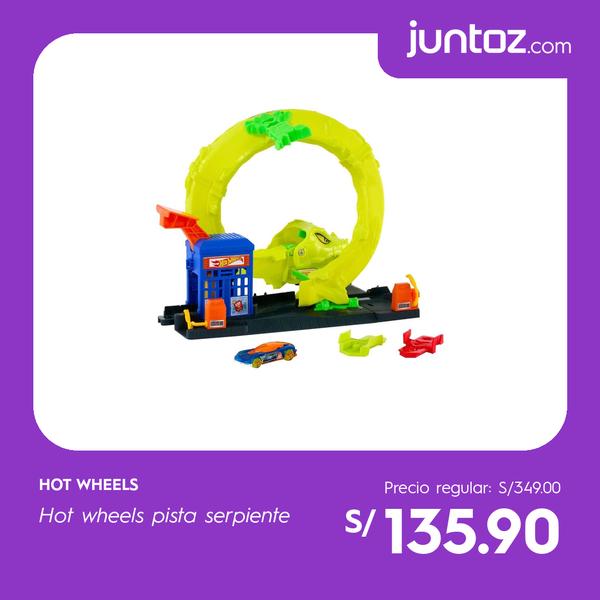 juntoz.com
HOT WHEELS
Hot wheels pista serpiente
Precio regular: S/349.00
S/ 135.90